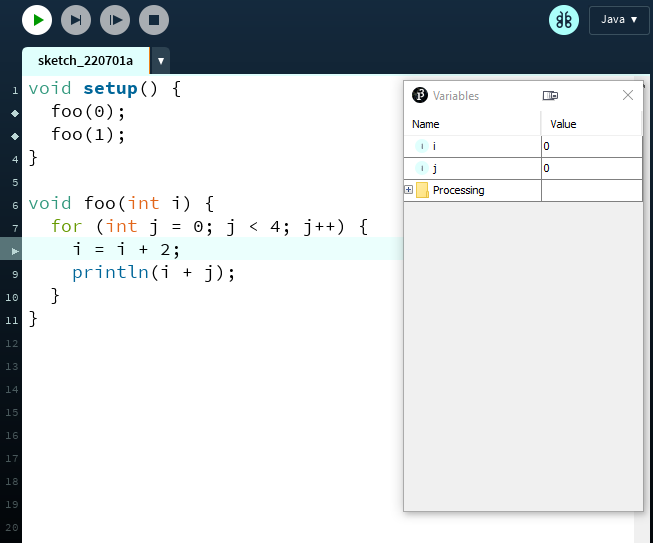 Java ▼
sketch_220701a ▼
1 void setup() {
foo(0);
foo(1);
4 }
5
6 void foo(int i) {
7 for (int j = 0; j < 4; j++) {
i = i + 2;
9 println(i + j);
10 }
11 }
12
13
14
15
16
17
18
19
20
Variables
Name Value
i i 0
i j 0
Processing